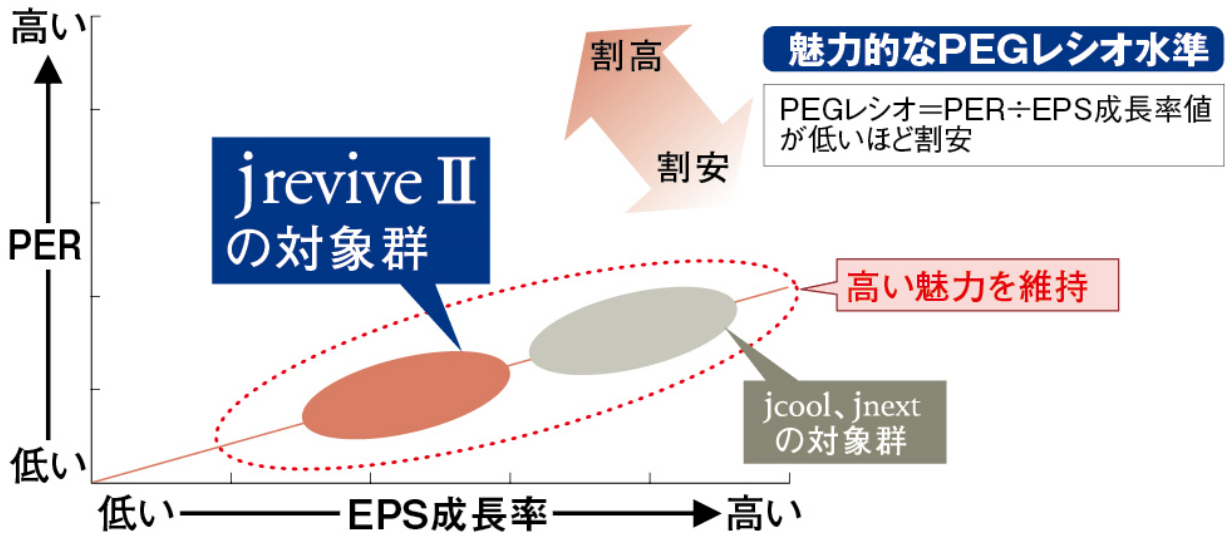 高い
PER
低い
低い
EPS成長率
高い
割高
割安
魅力的なPEGレシオ水準
PEGレシオ＝PER÷EPS成長率値
が低いほど割安
jrevive II
の対象群
高い魅力を維持
jcool、jnext
の対象群